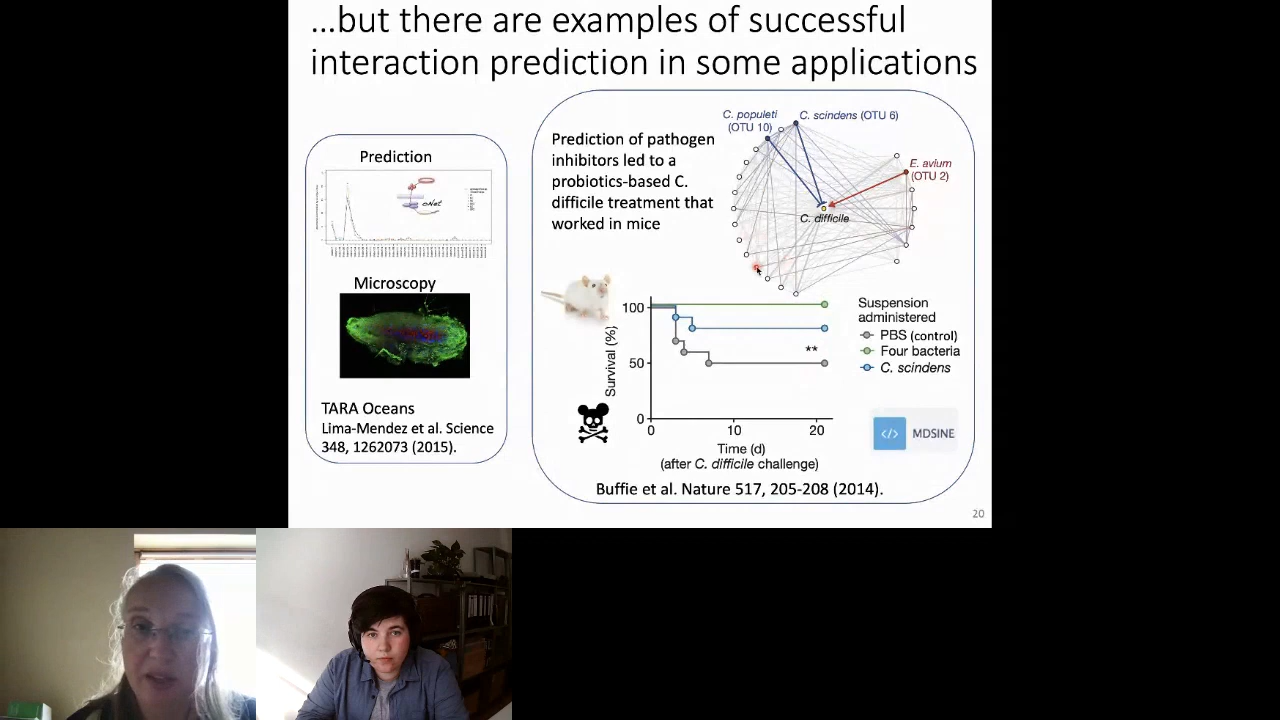 ...but there are examples of successful
interaction prediction in some applications
Prediction
Microscopy
TARA Oceans
Lima-Mendez et al. Science
348, 1262073 (2015).
Prediction of pathogen
inhibitors led to a
probiotics-based C.
difficile treatment that
worked in mice
C. populeti
(OTU 10)
C. scindens (OTU 6)
E. avium
(OTU 2)
C. difficile
Survival (%)
100
50
0
0
10
20
**
Time (d)
(after C. difficile challenge)
Suspension
administered
PBS (control)
Four bacteria
C. scindens
</> MDSINE
Buffie et al. Nature 517, 205-208 (2014).
20